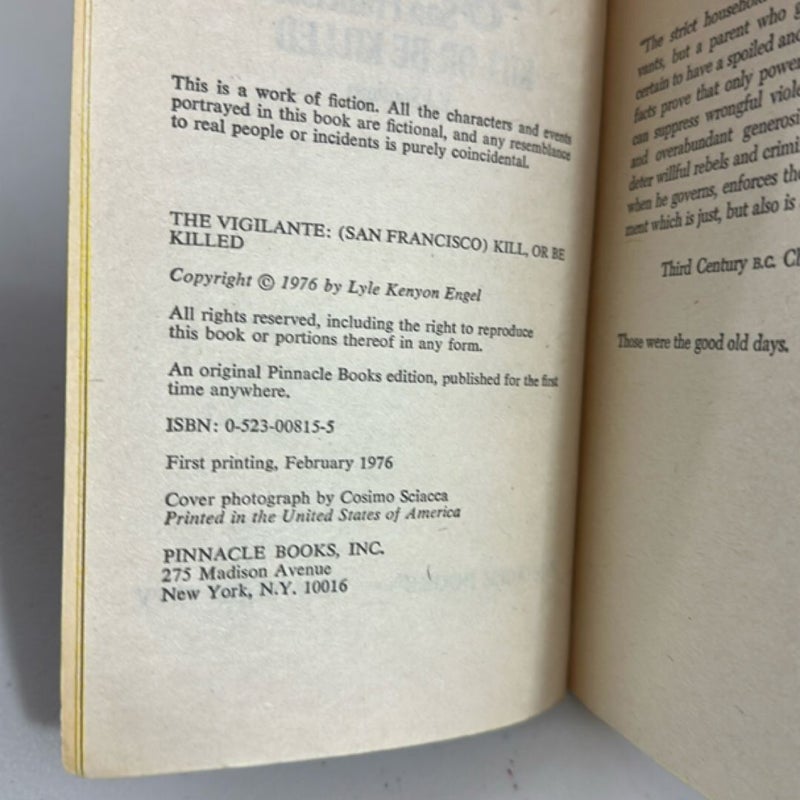 This is a work of fiction. All the characters and events
portrayed in this book are fictional, and any resemblance
to real people or incidents is purely coincidental.
THE VIGILANTE: (SAN FRANCISCO) KILL, OR BE
KILLED
Copyright © 1976 by Lyle Kenyon Engel
All rights reserved, including the right to reproduce
this book or portions thereof in any form.
An original Pinnacle Books edition, published for the first
time anywhere.
ISBN: 0-523-00815-5
First printing, February 1976
Cover photograph by Cosimo Sciacca
Printed in the United States of America
PINNACLE BOOKS, INC.
275 Madison Avenue
New York, N.Y. 10016
"The strict household
vants, but a parent who
certain to have a spoiled and
facts prove that only power
can suppress wrongful
and overabundant
deter willful rebels and
when he governs, enforces the
ment which is just, but also is
Third Century B.C.
Those were the good old days.